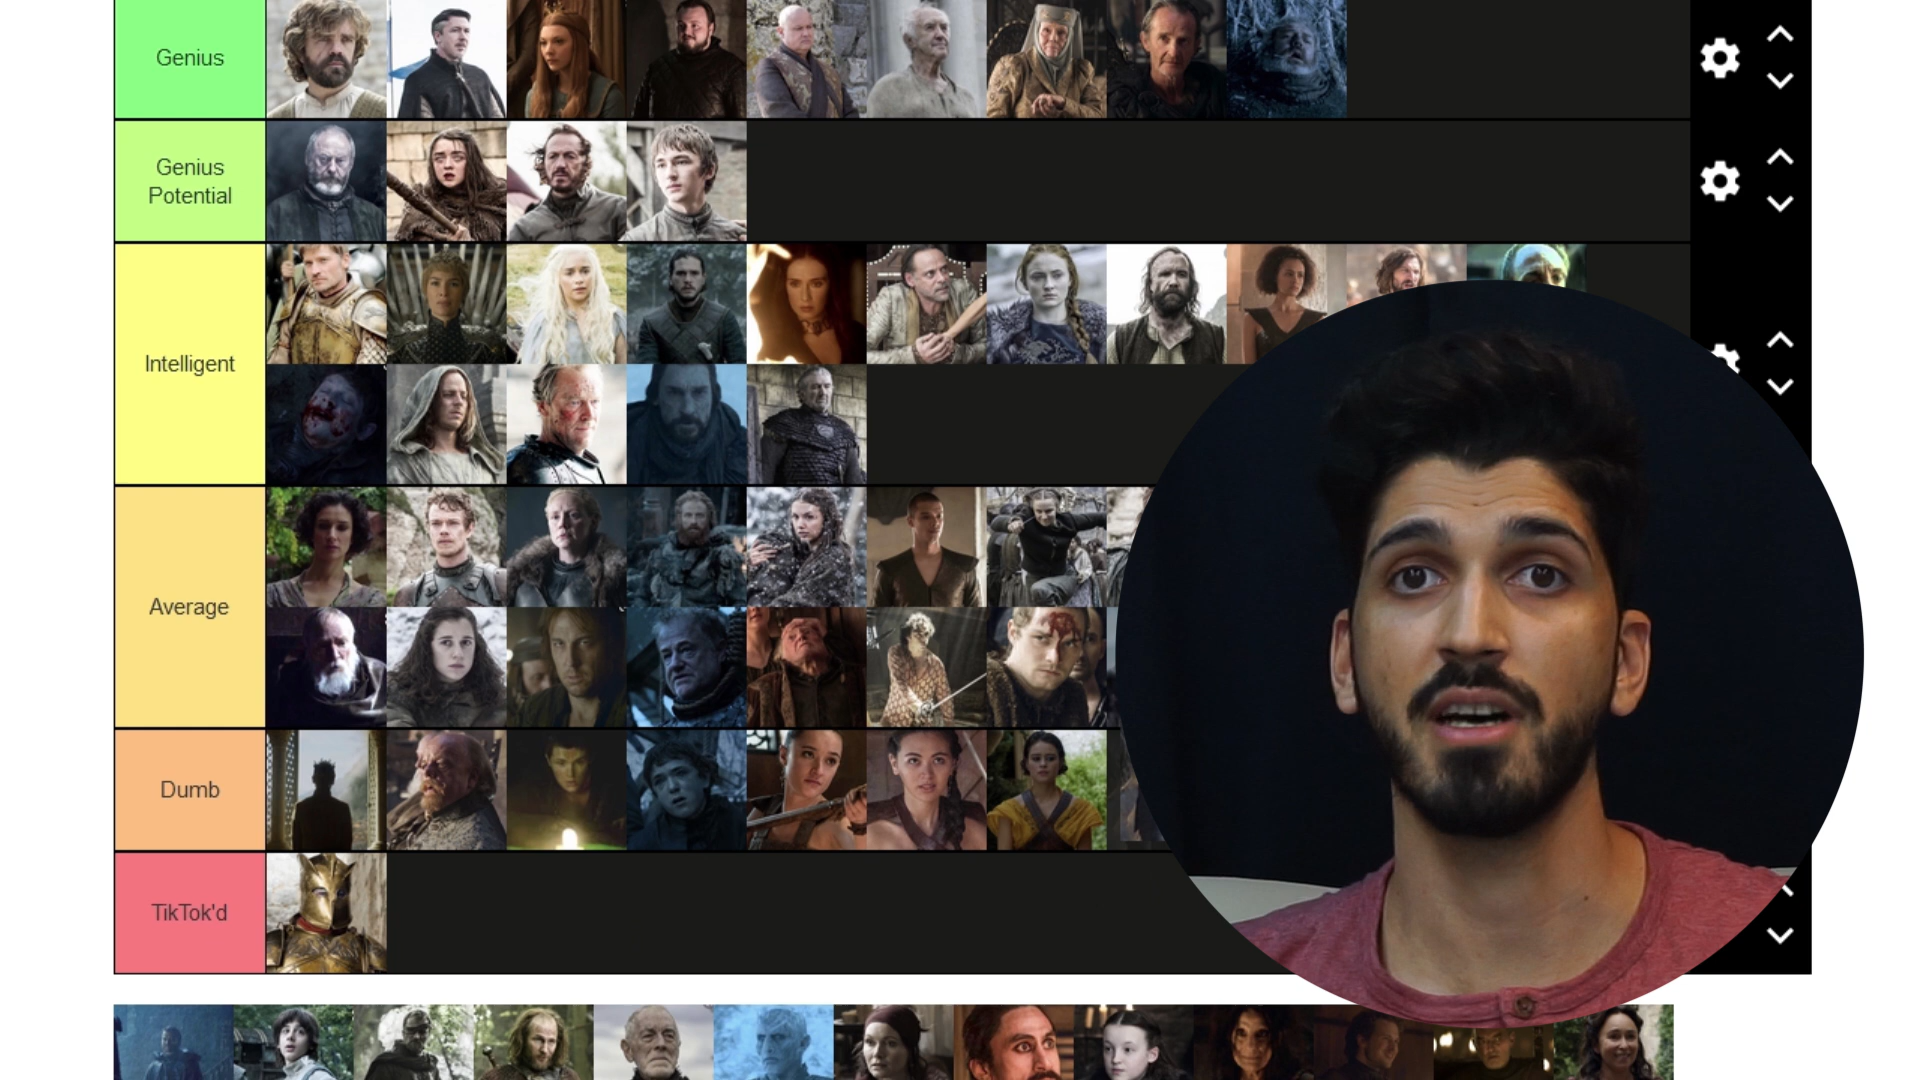 Genius
Genius
Potential
Intelligent
Average
Dumb
TikTok'd